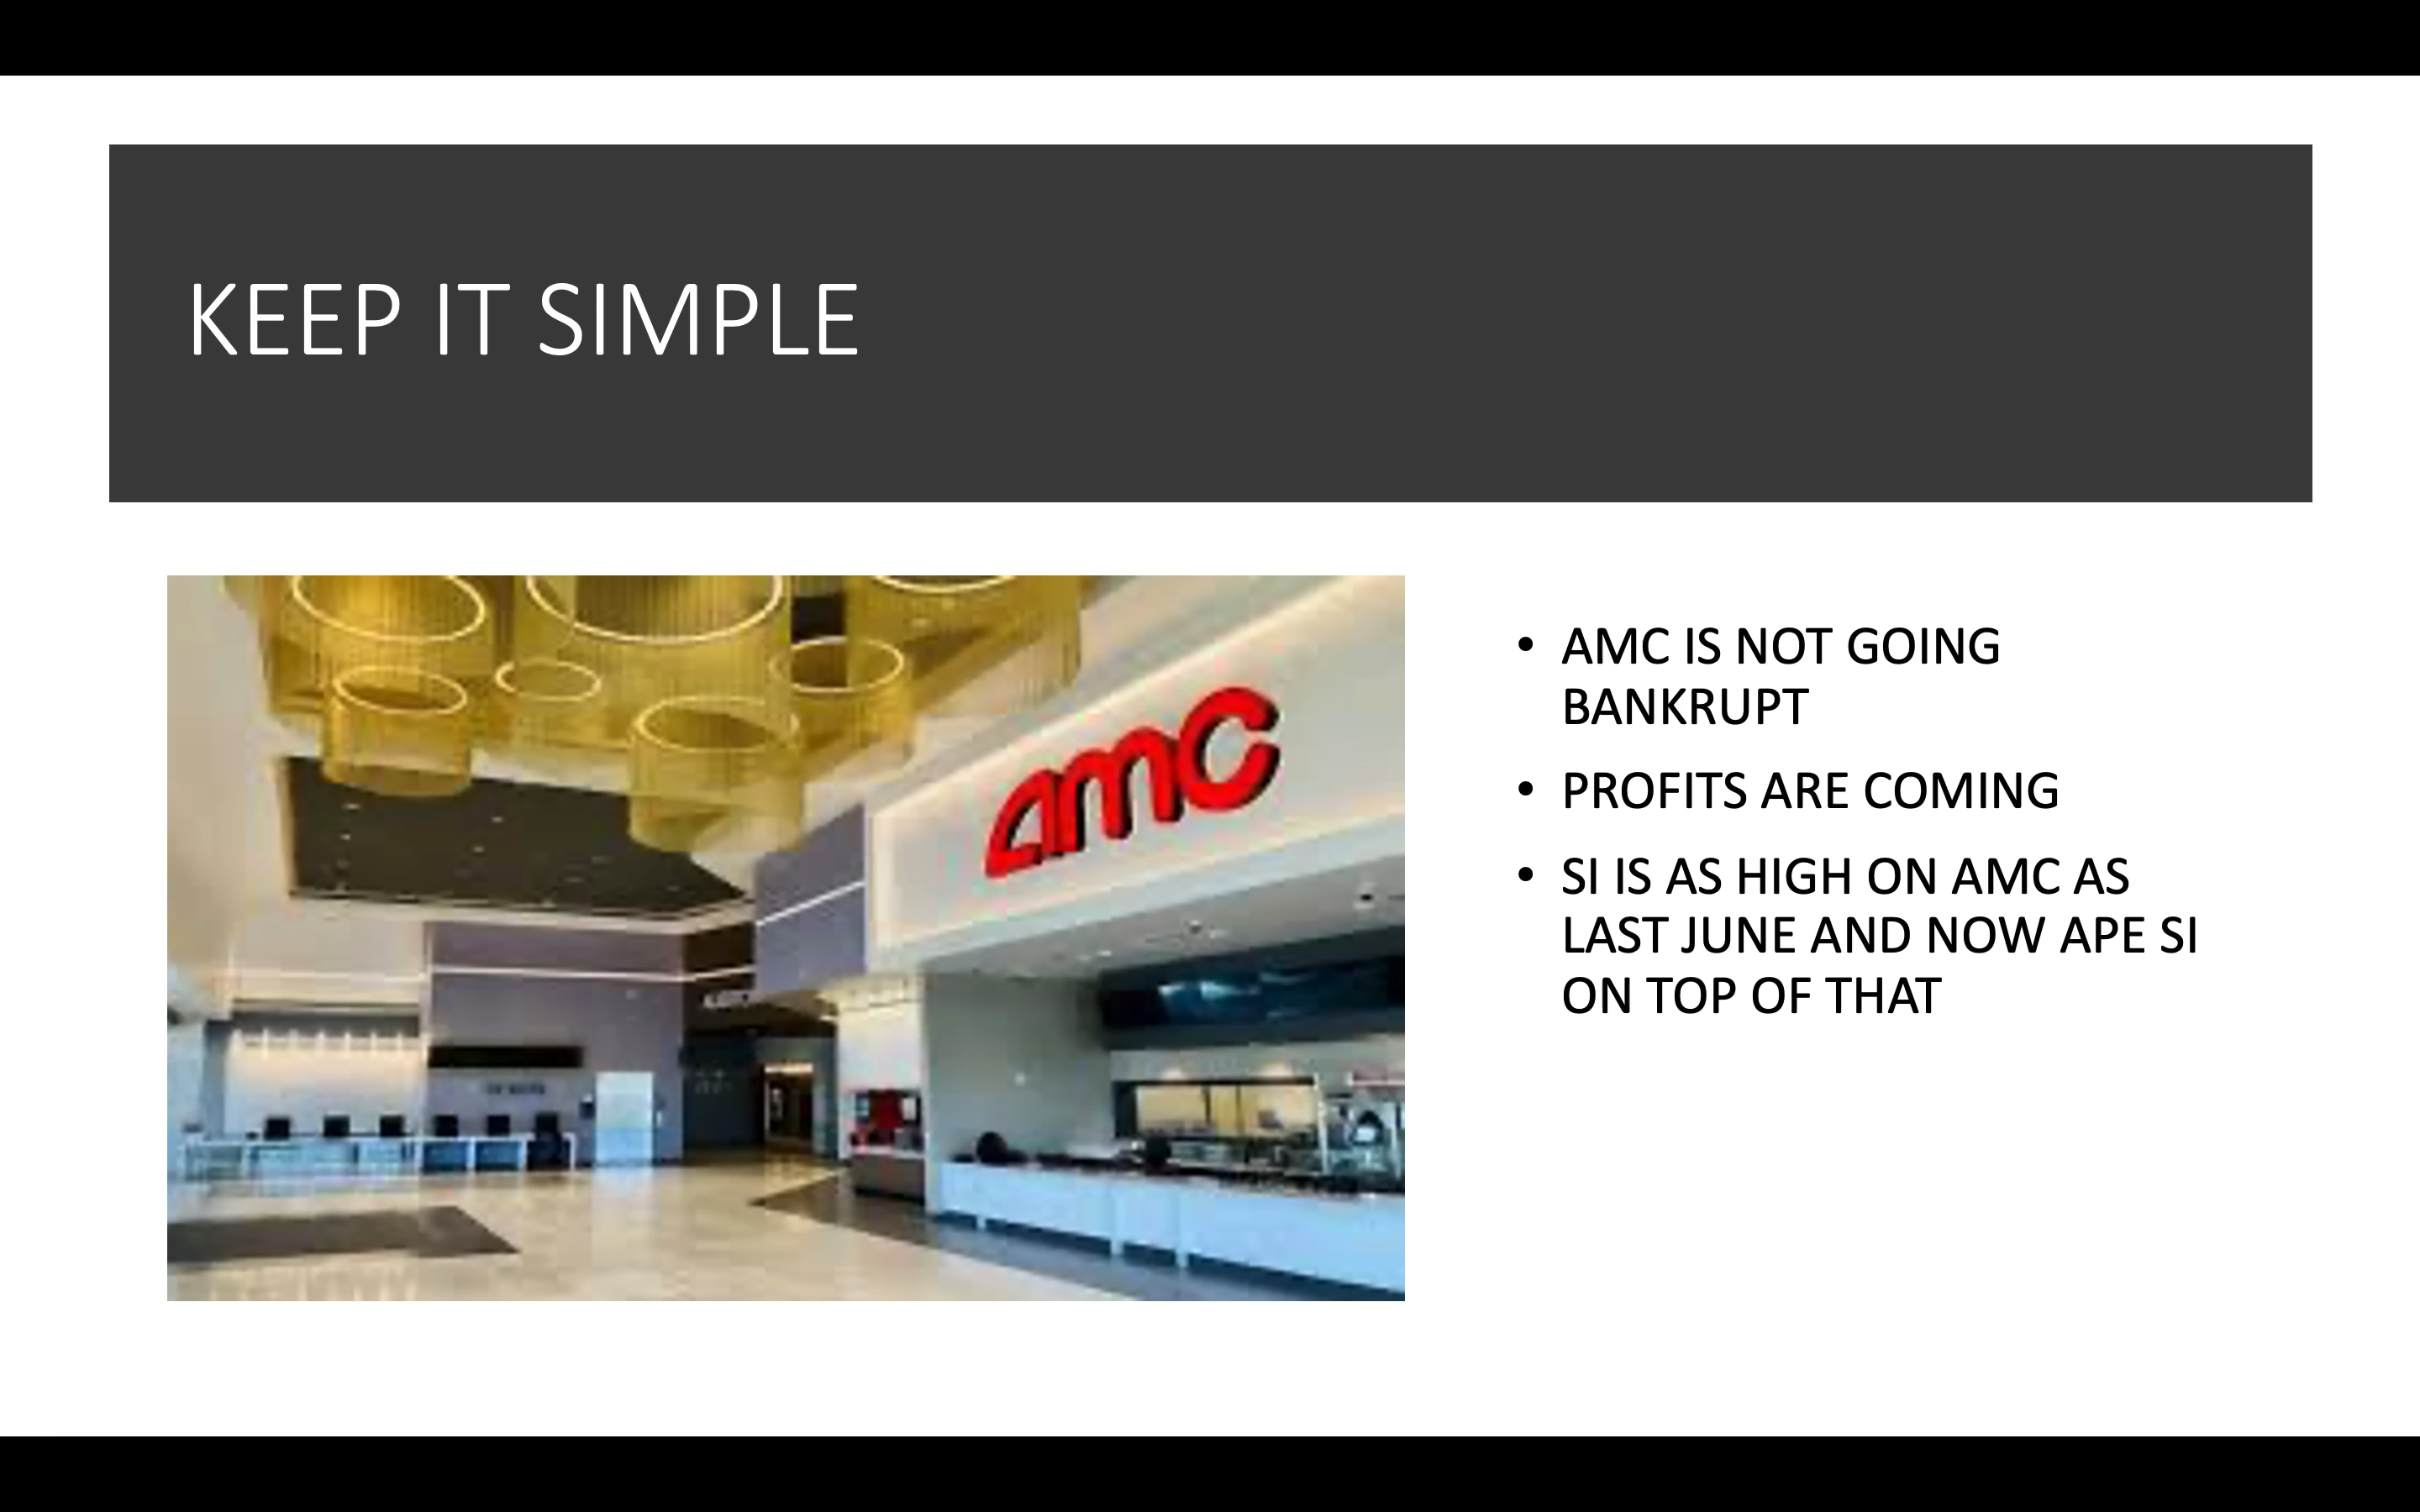 KEEP IT SIMPLE
amc
• AMC IS NOT GOING
BANKRUPT
• PROFITS ARE COMING
• SI IS AS HIGH ON AMC AS
LAST JUNE AND NOW APE SI
ON TOP OF THAT